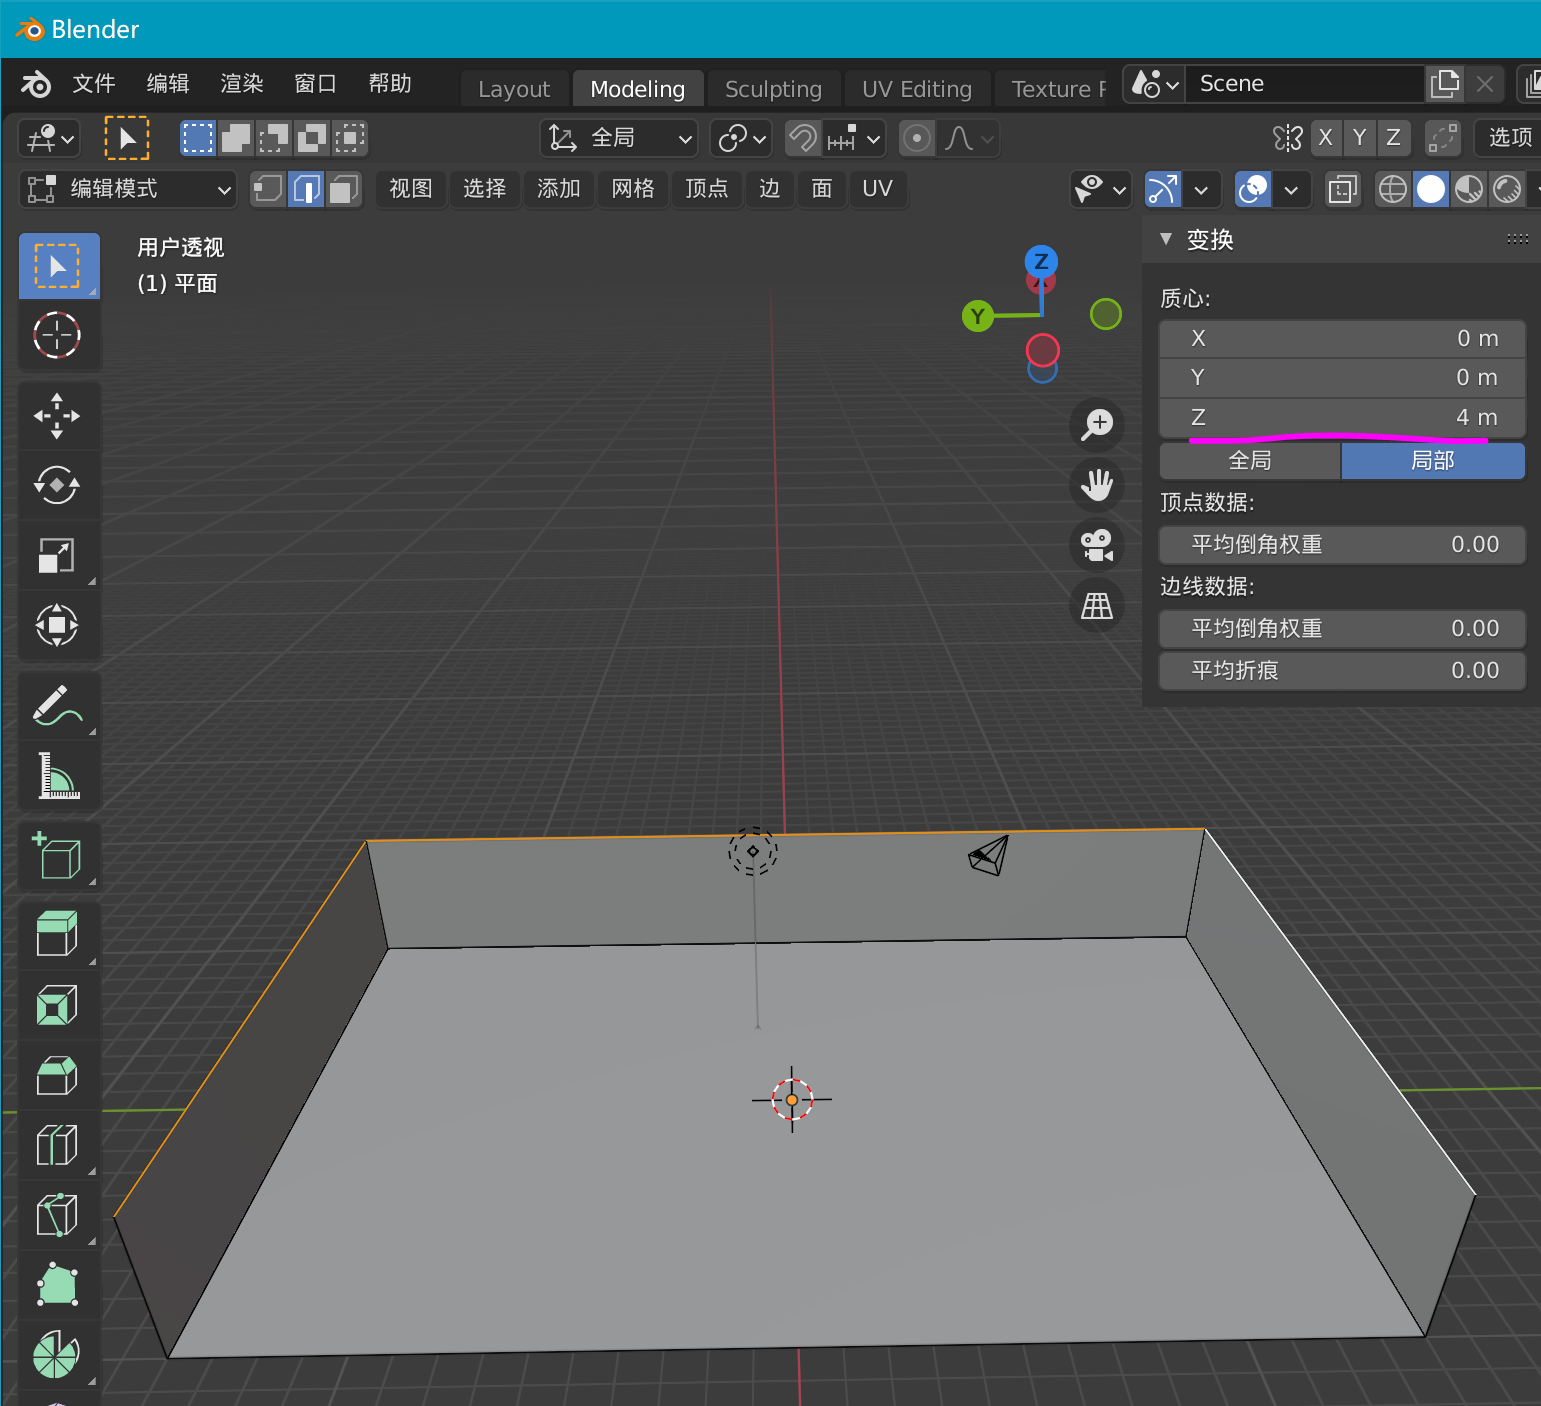 Blender
文件 编辑 渲染 窗口 帮助 Layout Modeling Sculpting UV Editing Texture P Scene
全局 X Y Z 选项
编辑模式 视图 选择 添加 网格 顶点 边 面 UV
用户透视
(1) 平面
Z
X
Y
变换
质心:
X 0 m
Y 0 m
Z 4 m
全局 局部
顶点数据:
平均倒角权重 0.00
边线数据:
平均倒角权重 0.00
平均折痕 0.00